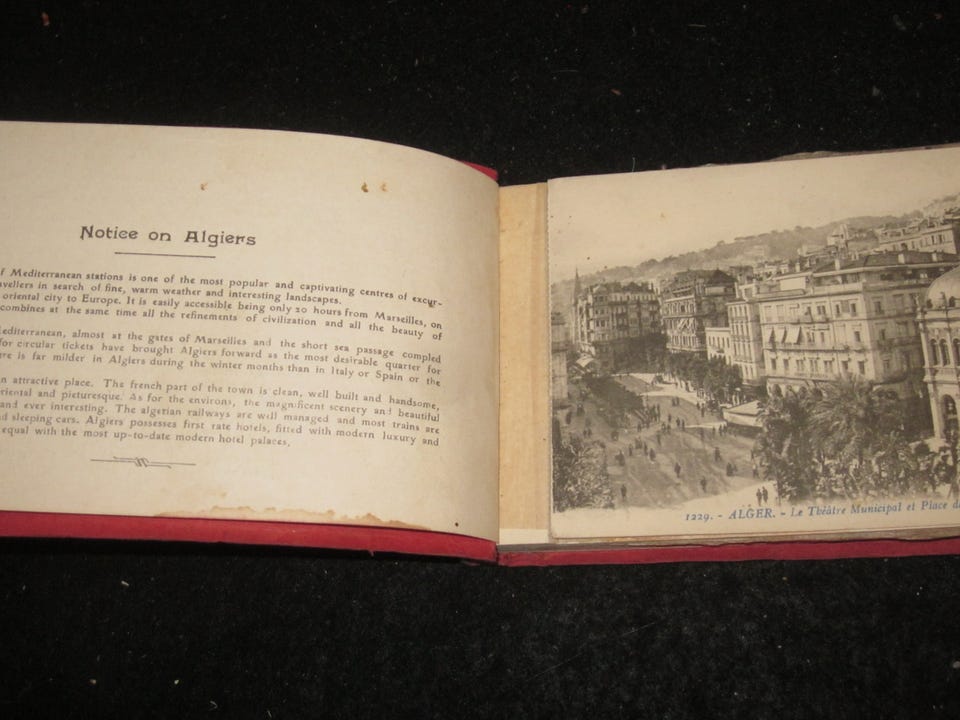 Notice on Algiers
f Mediterranean stations is one of the most popular and captivating centres of excur-
vellers in search of fine, warm weather and interesting landscapes.
oriental city to Europe. It is easily accessible being only 20 hours from Marseilles, on
combines at the same time all the refinements of civilization and all the beauty of
editerranean, almost at the gates of Marseilles and the short sea passage compled
for circular tickets have brought Algiers forward as the most desirable quarter for
re is far milder in Algiers during the winter months than in Italy or Spain or the
n attractive place. The french part of the town is clean, well built and handsome,
riental and picturesque. As for the environs, the magnificent scenery and beautiful
and ever interesting. The algerian railways are well managed and most trains are
d sleeping cars. Algiers possesses first rate hotels, fitted with modern luxury and
equal with the most up-to-date modern hotel palaces,
1229. - ALGER. - Le Théâtre Municipal et Place de